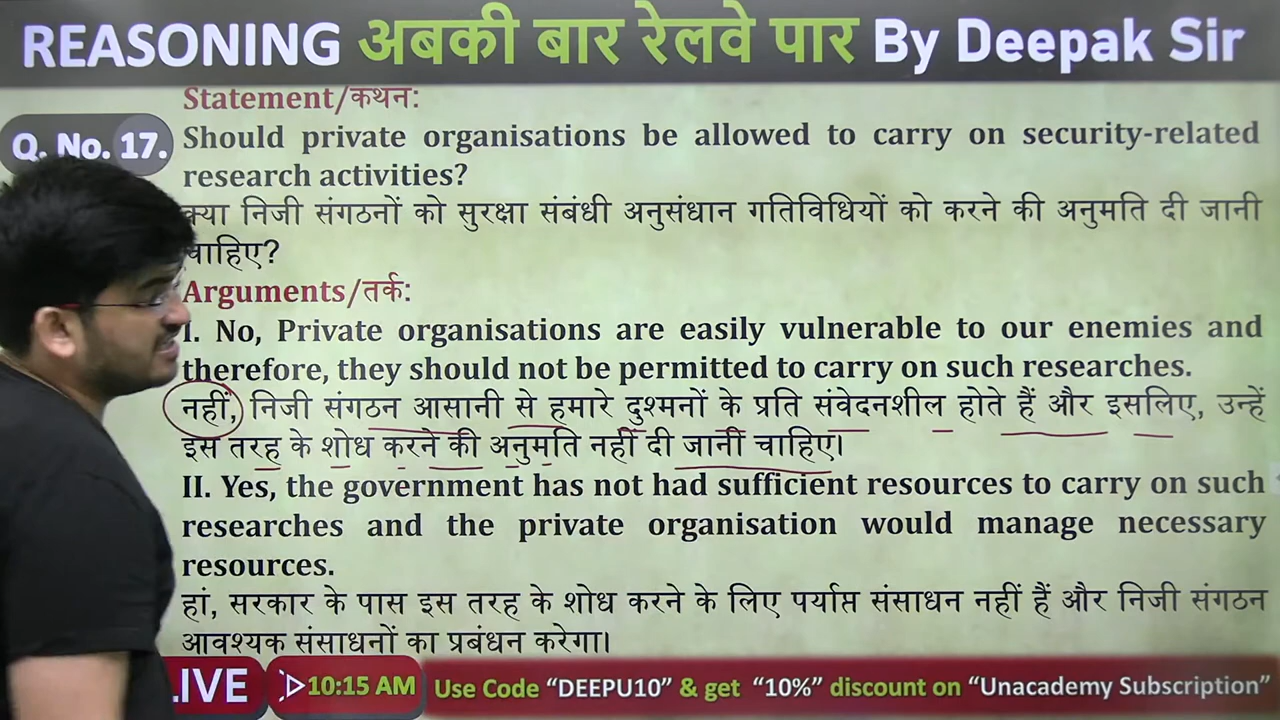 REASONING अबकी बार रेलवे पार By Deepak Sir
Statement/कथन:
Q. No. 17.
Should private organisations be allowed to carry on security-related
research activities?
क्या निजी संगठनों को सुरक्षा संबंधी अनुसंधान गतिविधियों को करने की अनुमति दी जानी
चाहिए?
Arguments/तर्क:
I. No, Private organisations are easily vulnerable to our enemies and
therefore, they should not be permitted to carry on such researches.
नहीं, निजी संगठन आसानी से हमारे दुश्मनों के प्रति संवेदनशील होते हैं और इसलिए, उन्हें
इस तरह के शोध करने की अनुमति नहीं दी जानी चाहिए।
II. Yes, the government has not had sufficient resources to carry on such
researches and the private organisation would manage necessary
resources.
हां, सरकार के पास इस तरह के शोध करने के लिए पर्याप्त संसाधन नहीं हैं और निजी संगठन
आवश्यक संसाधनों का प्रबंधन करेगा।
LIVE
10:15 AM
Use Code “DEEPU10” & get “10%” discount on “Unacademy Subscription”